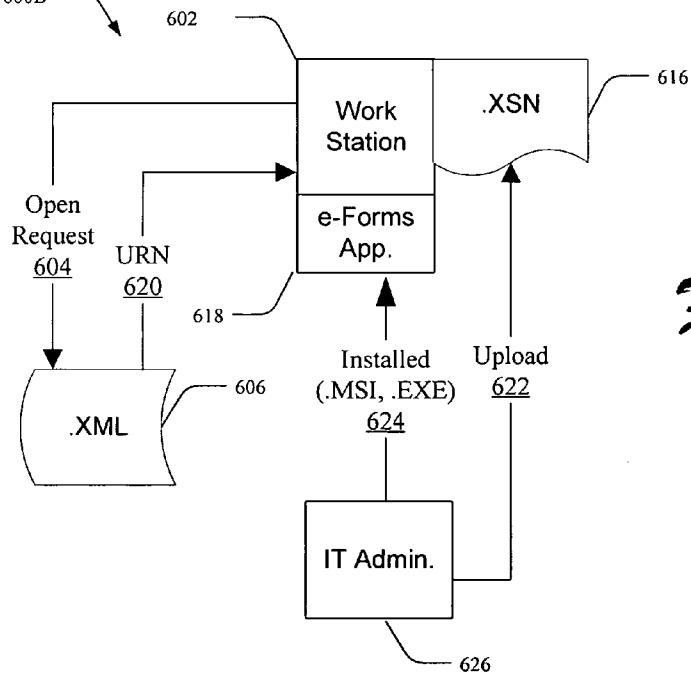 602
616
Work
Station
.XSN
Open
Request
604
URN
620
e-Forms
App.
618
Installed
(.MSI, .EXE)
624
Upload
622
606
.XML
IT Admin.
626